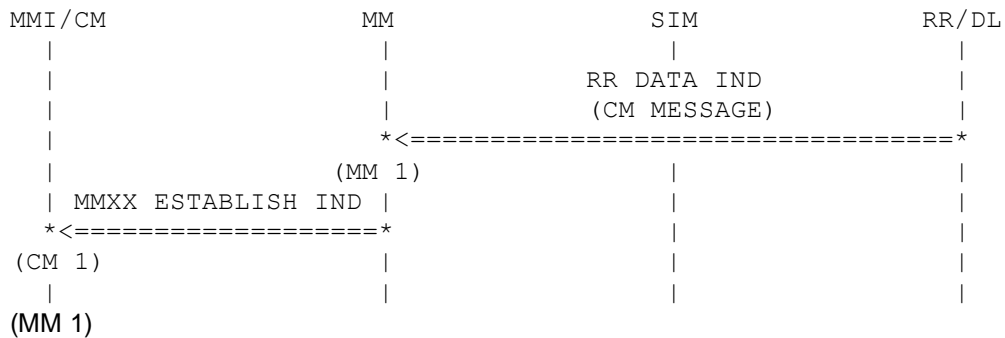 MMI/CM MM SIM RR/DL
| | | |
| | RR DATA IND |
| | (CM MESSAGE) |
| *<==================================*
| (MM 1) | |
| MMXX ESTABLISH IND | | |
*<===================* | |
(CM 1) | | |
| | | |
(MM 1)